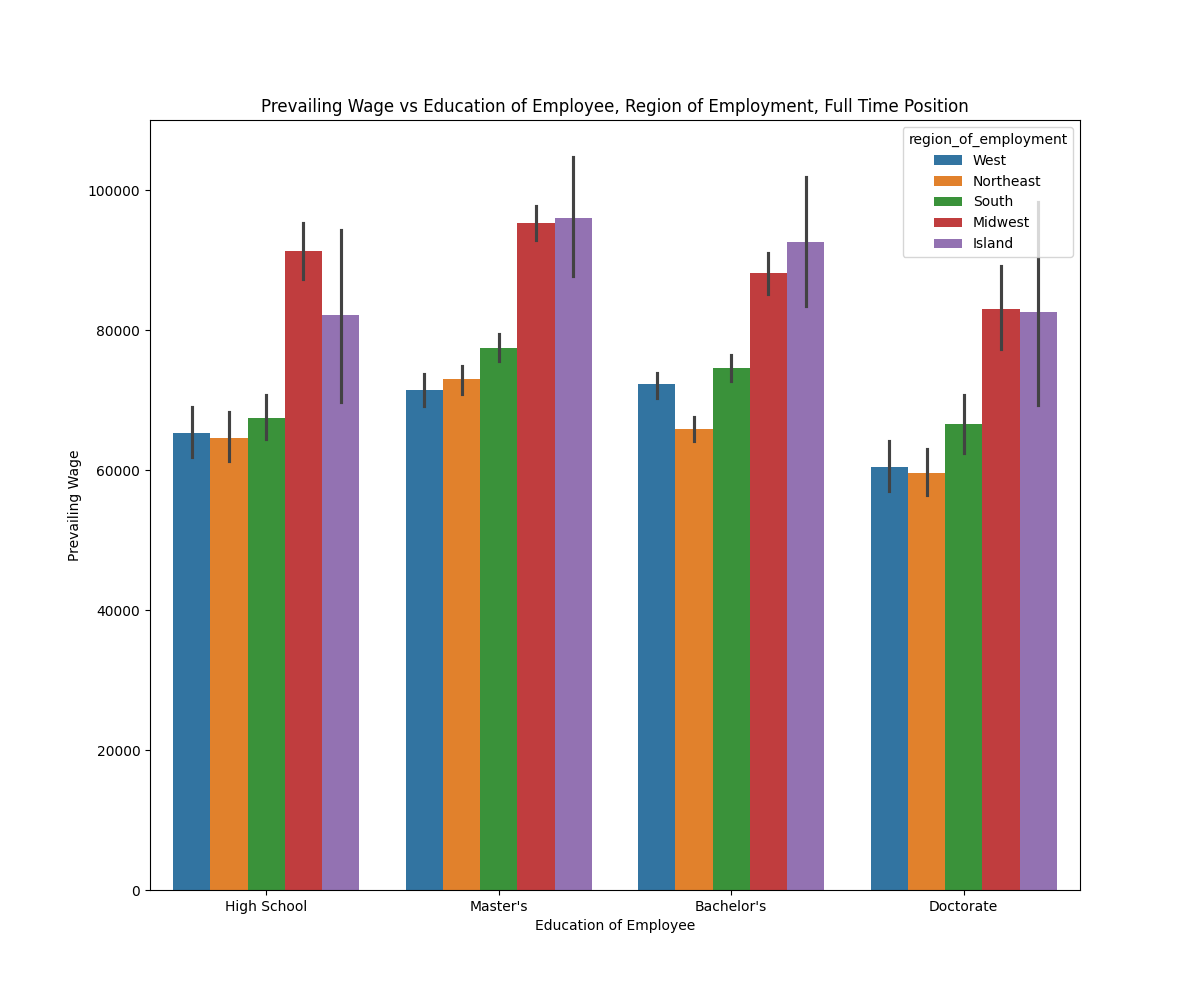 Prevailing Wage vs Education of Employee, Region of Employment, Full Time Position
region_of_employment
West
Northeast
South
Midwest
Island
100000
80000
60000
40000
20000
0
Prevailing Wage
High School
Master's
Bachelor's
Doctorate
Education of Employee